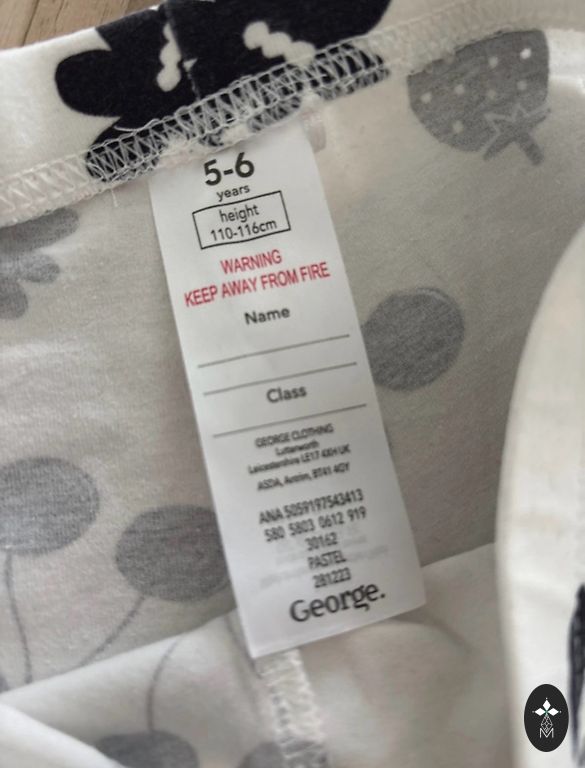 5-6
years
height
110-116cm
WARNING
KEEP AWAY FROM FIRE
Name
Class
GEORGE CLOTHING
Lutterworth
Leicestershire LE17 4XH UK
ASDA, Antrim, BT41 4GY
ANA 5059197543413
580 5803 0612 919
30162
PASTEL
281223
George.
M